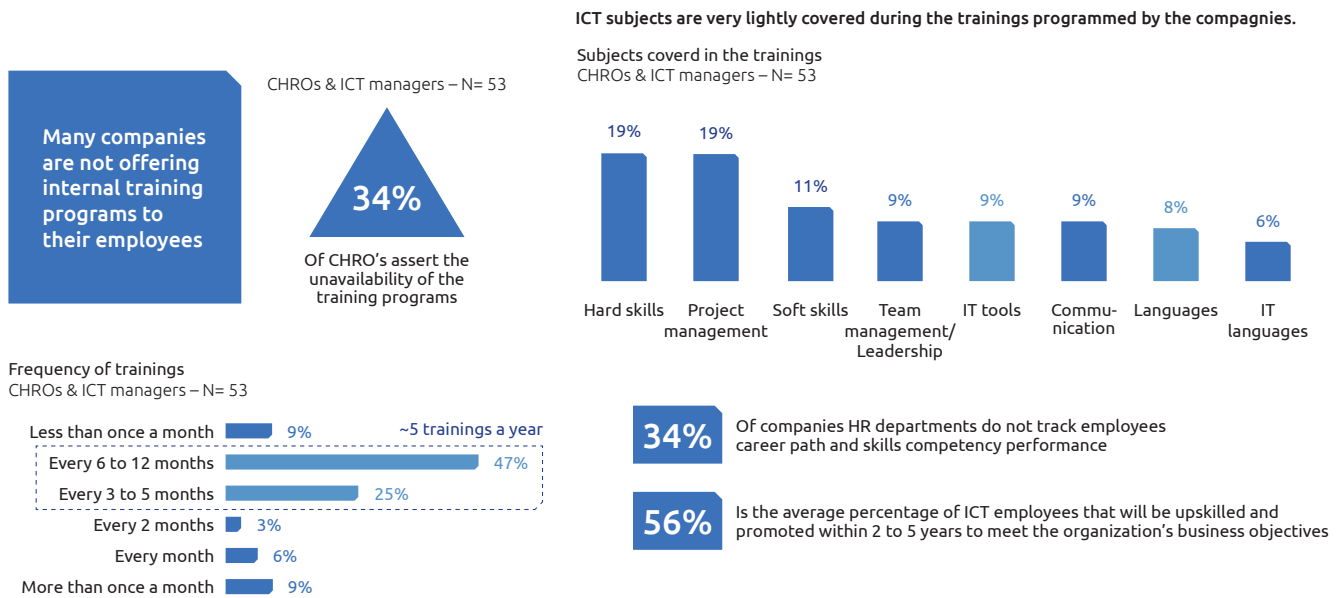 ICT subjects are very lightly covered during the trainings programmed by the compagnies.
Many companies
are not offering
internal training
programs to
their employees
CHROs & ICT managers – N= 53
34%
Of CHRO's assert the
unavailability of the
training programs
Subjects coverd in the trainings
CHROs & ICT managers – N= 53
19%
19%
11%
9%
9%
9%
8%
6%
Hard skills
Project
management
Soft skills
Team
management/
Leadership
IT tools
Commu-
nication
Languages
IT
languages
Frequency of trainings
CHROs & ICT managers – N= 53
Less than once a month 9%
~5 trainings a year
Every 6 to 12 months 47%
Every 3 to 5 months 25%
Every 2 months 3%
Every month 6%
More than once a month 9%
34%
Of companies HR departments do not track employees
career path and skills competency performance
56%
Is the average percentage of ICT employees that will be upskilled and
promoted within 2 to 5 years to meet the organization's business objectives